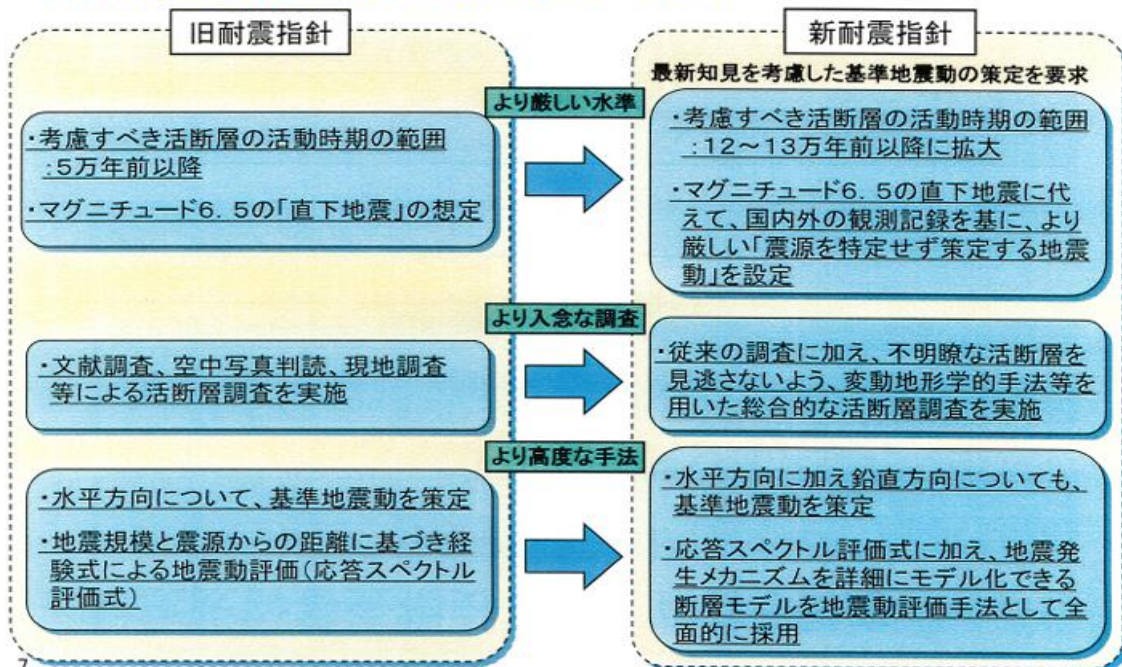 旧耐震指針
・考慮すべき活断層の活動時期の範囲
:5万年前以降
・マグニチュード6.5の「直下地震」の想定
より厳しい水準
新耐震指針
最新知見を考慮した基準地震動の策定を要求
・考慮すべき活断層の活動時期の範囲
:12~13万年前以降に拡大
・マグニチュード6.5の直下地震に代
えて、国内外の観測記録を基に、より
厳しい「震源を特定せず策定する地震
動」を設定
・文献調査、空中写真判読、現地調査
等による活断層調査を実施
より入念な調査
・従来の調査に加え、不明瞭な活断層を
見逃さないよう、変動地形学的手法等を
用いた総合的な活断層調査を実施
・水平方向について、基準地震動を策定
・地震規模と震源からの距離に基づき経
験式による地震動評価(応答スペクトル
評価式)
より高度な手法
・水平方向に加え鉛直方向についても、
基準地震動を策定
・応答スペクトル評価式に加え、地震発
生メカニズムを詳細にモデル化できる
断層モデルを地震動評価手法として全
面的に採用
7